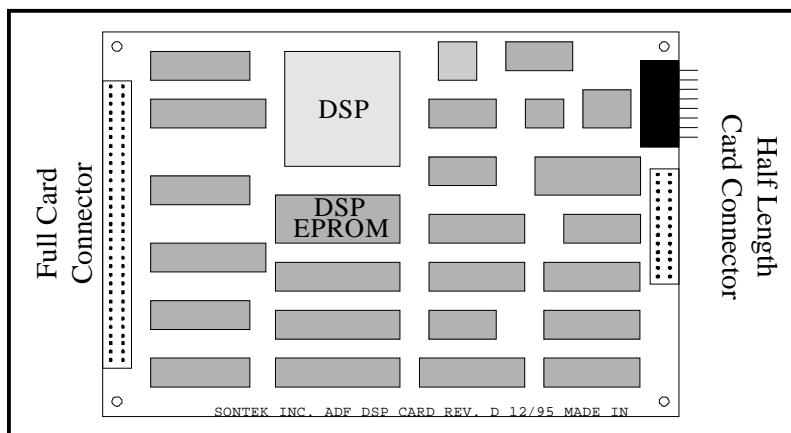 Full Card
Connector
DSP
DSP
EPROM
Half Length
Card Connector
SONTEK INC. ADF DSP CARD REV. D 12/95 MADE IN